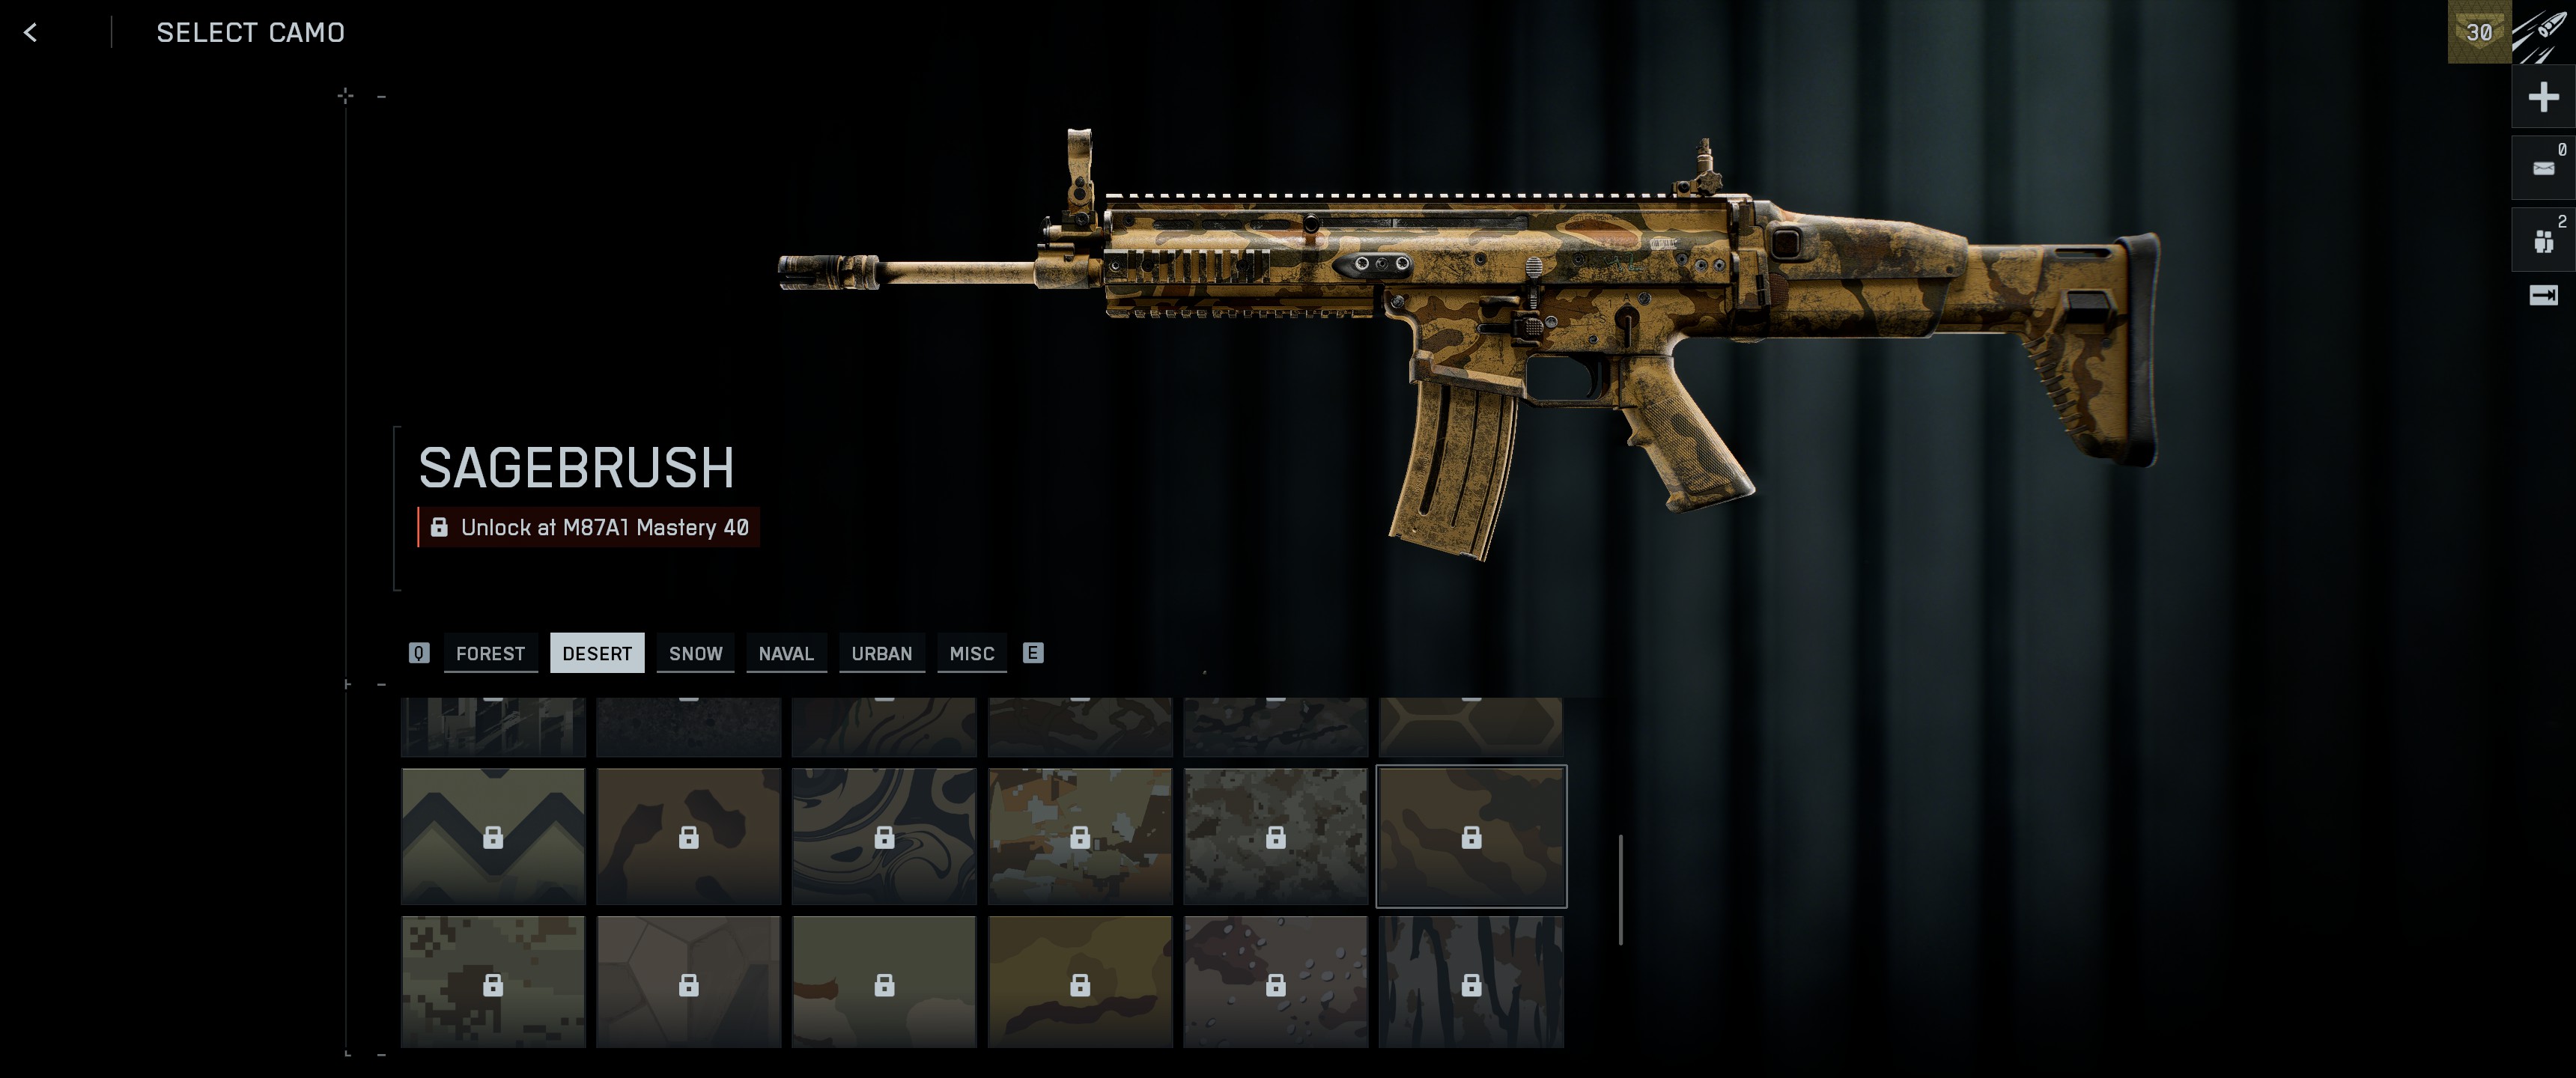 SELECT CAMO
30
0
2
SAGEBRUSH
Unlock at M87A1 Mastery 40
Q FOREST DESERT SNOW NAVAL URBAN MISC E